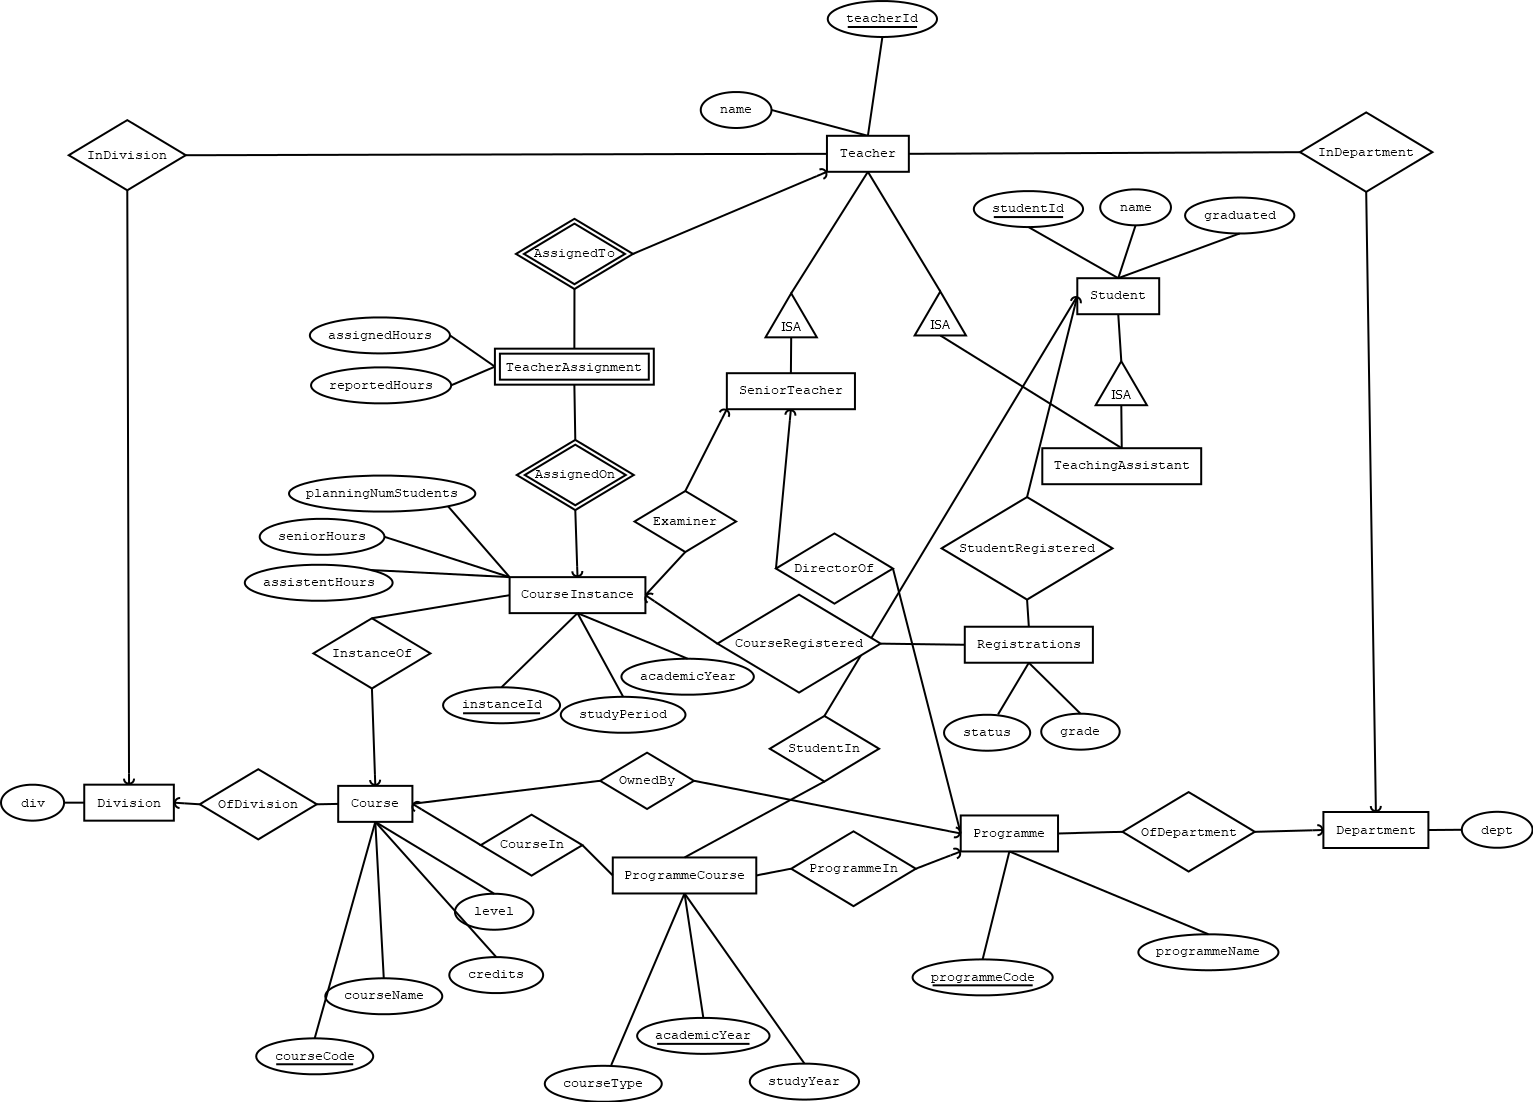 teacherId
name
InDivision
Teacher
InDepartment
studentId
name
graduated
AssignedTo
Student
ISA
ISA
assignedHours
TeacherAssignment
reportedHours
SeniorTeacher
ISA
TeachingAssistant
AssignedOn
planningNumStudents
Examiner
seniorHours
StudentRegistered
DirectorOf
assistentHours
CourseInstance
CourseRegistered
Registrations
InstanceOf
academicYear
instanceId
studyPeriod
status
grade
StudentIn
OwnedBy
div
Division
OfDivision
Course
Programme
OfDepartment
Department
dept
CourseIn
ProgrammeCourse
ProgrammeIn
level
programmeName
credits
programmeCode
courseName
academicYear
courseCode
courseType
studyYear